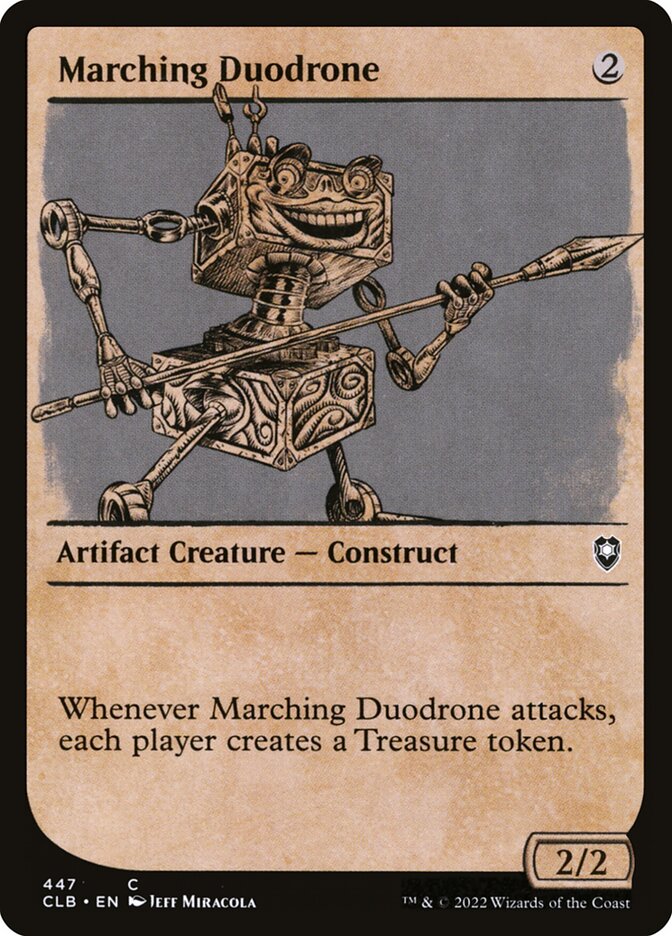 Marching Duodrone
2
Artifact Creature — Construct
Whenever Marching Duodrone attacks,
each player creates a Treasure token.
2/2
447 C
CLB • EN Jeff Miracola
™ & © 2022 Wizards of the Coast